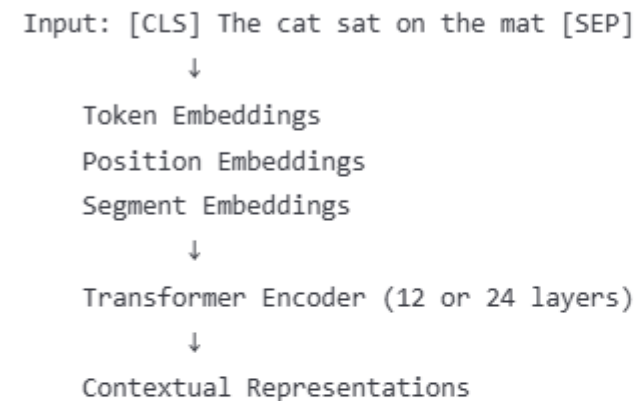 Input: [CLS] The cat sat on the mat [SEP]
↓
Token Embeddings
Position Embeddings
Segment Embeddings
↓
Transformer Encoder (12 or 24 layers)
↓
Contextual Representations